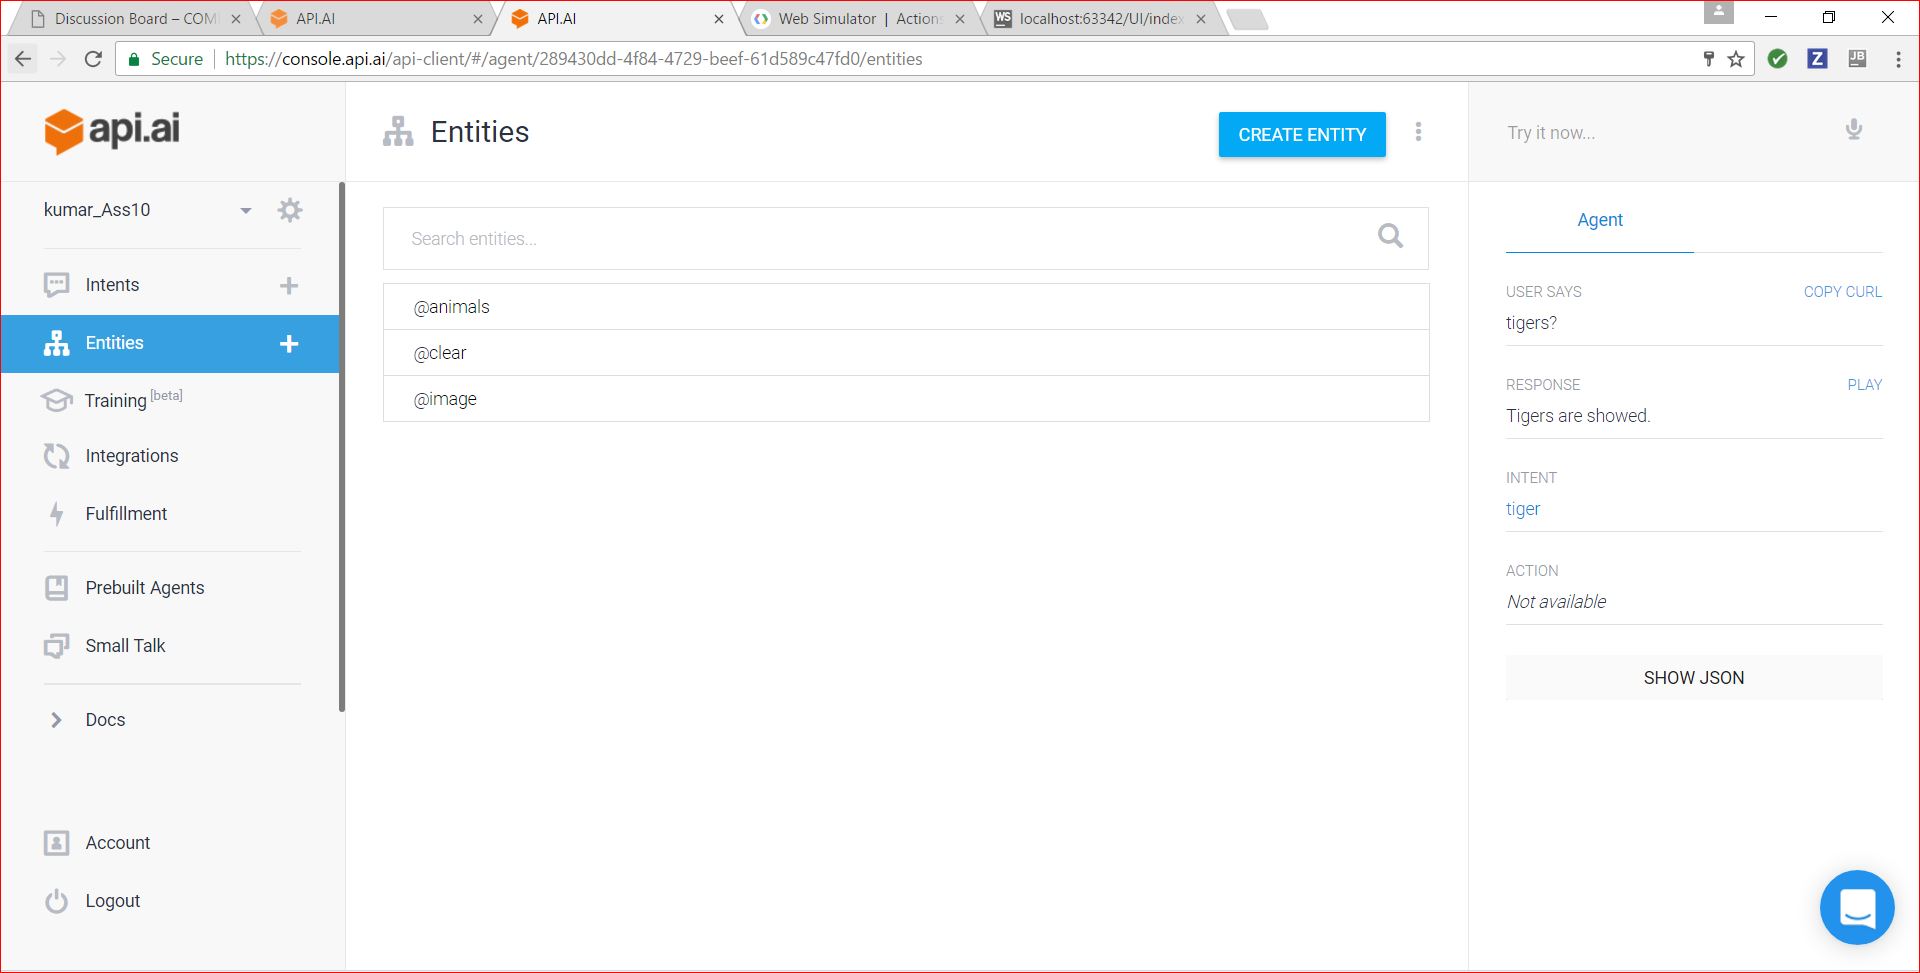 Discussion Board – COM
API.AI
API.AI
Web Simulator | Actions
localhost:63342/UI/index
Secure
https://console.api.ai/api-client/#/agent/289430dd-4f84-4729-beef-61d589c47fd0/entities
Z
JB
WS
api.ai
Entities
CREATE ENTITY
Try it now...
kumar_Ass10
Search entities...
Agent
Intents
@animals
USER SAYS
COPY CURL
tigers?
Entities
@clear
Training [beta]
@image
RESPONSE
PLAY
Tigers are showed.
Integrations
INTENT
tiger
Fulfillment
ACTION
Not available
Prebuilt Agents
Small Talk
SHOW JSON
Docs
Account
Logout